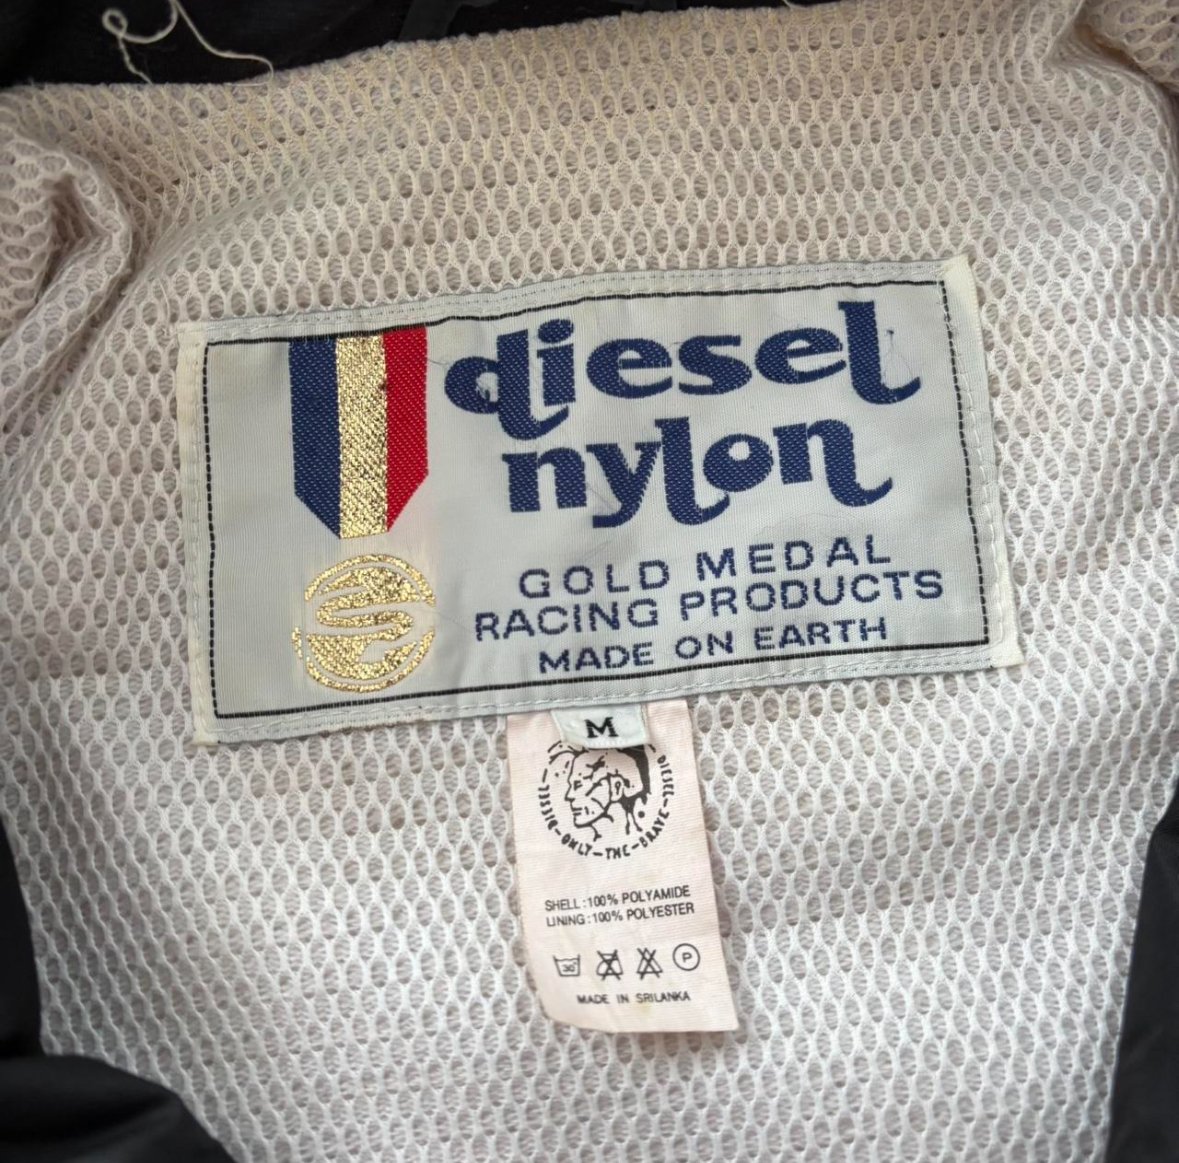 diesel
nylon
GOLD MEDAL
RACING PRODUCTS
MADE ON EARTH
M
DIESEL-ONLY-THE-BRAVE-DIESEL
SHELL:100% POLYAMIDE
LINING:100% POLYESTER
30
P
MADE IN SRILANKA